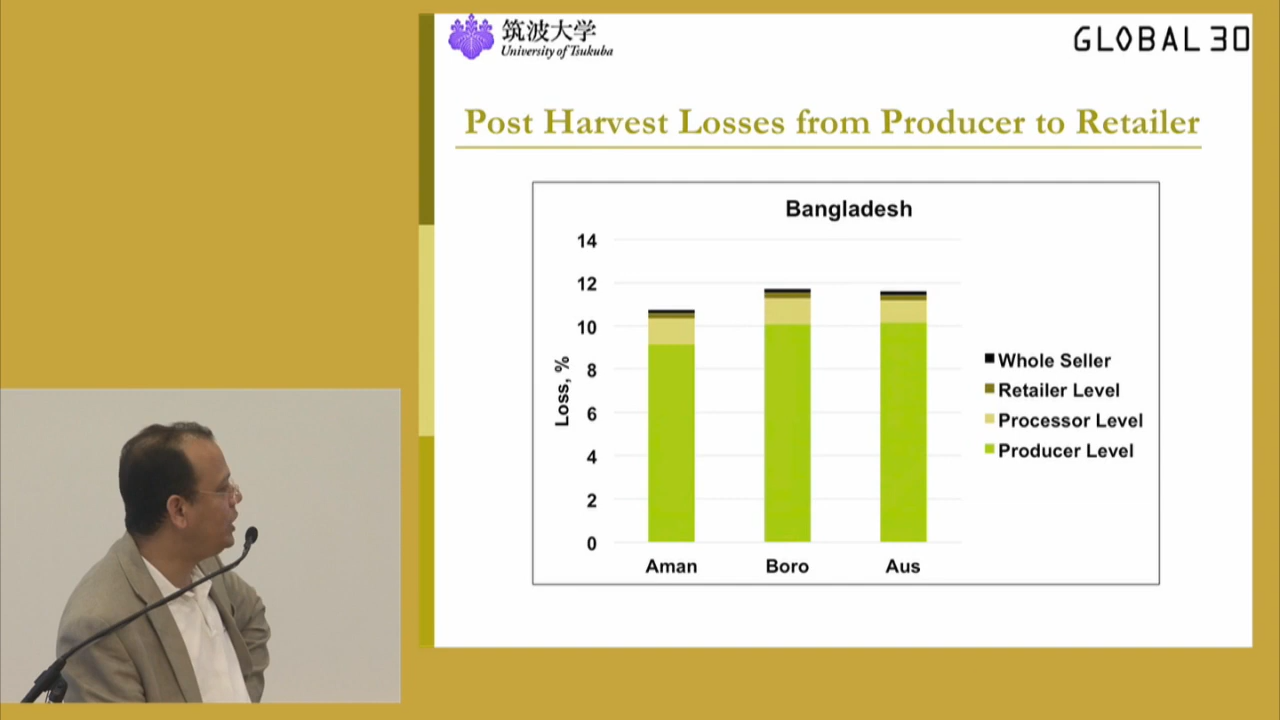 筑波大学
University of Tsukuba
GLOBAL 30
Post Harvest Losses from Producer to Retailer
Bangladesh
14
12
10
8
6
4
2
0
Loss, %
Aman
Boro
Aus
Whole Seller
Retailer Level
Processor Level
Producer Level